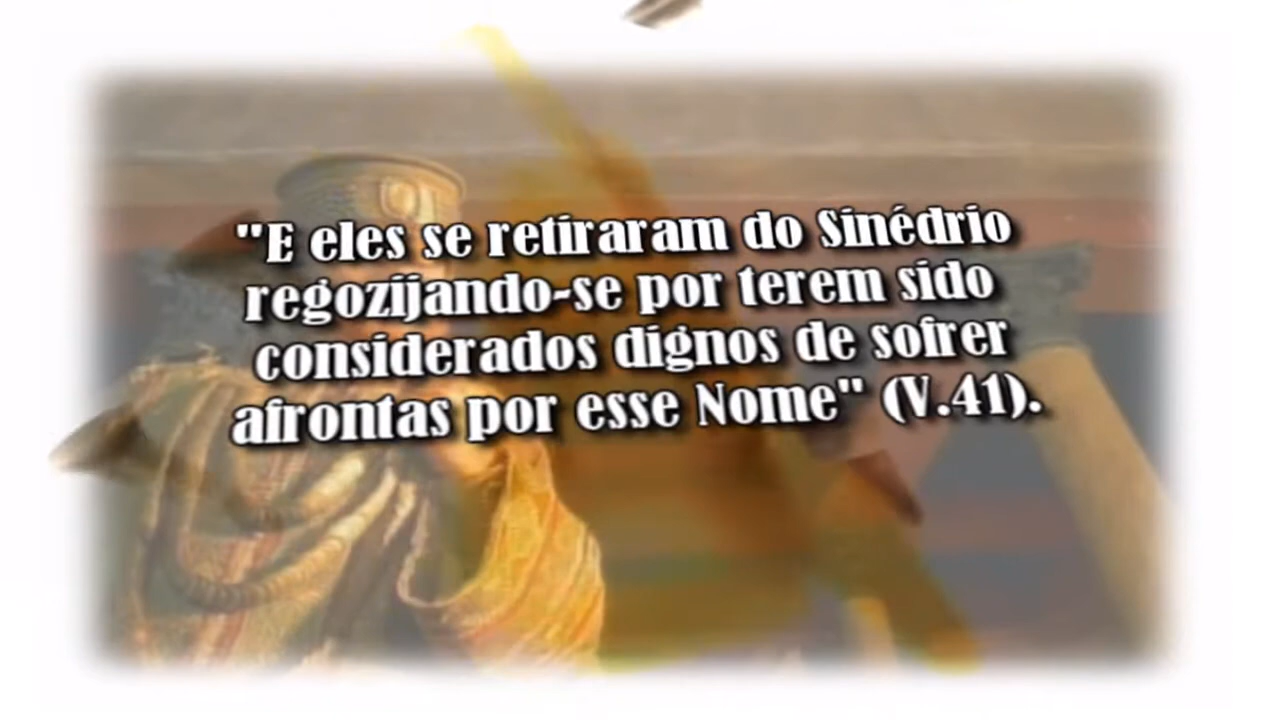 "E eles se retiraram do Sinédrio
regozijando-se por terem sido
considerados dignos de sofrer
afrontas por esse Nome" (V.41).